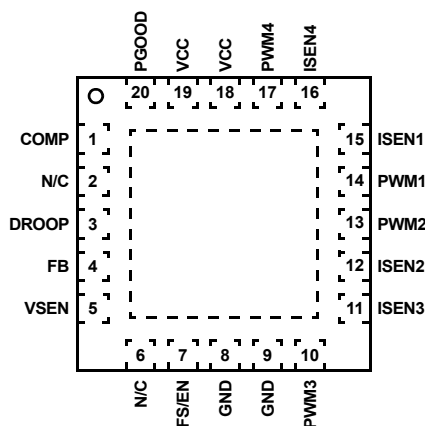 PGOOD VCC VCC PWM4 ISEN4
20 19 18 17 16
COMP 1
N/C 2
DROOP 3
FB 4
VSEN 5
15 ISEN1
14 PWM1
13 PWM2
12 ISEN2
11 ISEN3
6 7 8 9 10
N/C FS/EN GND GND PWM3